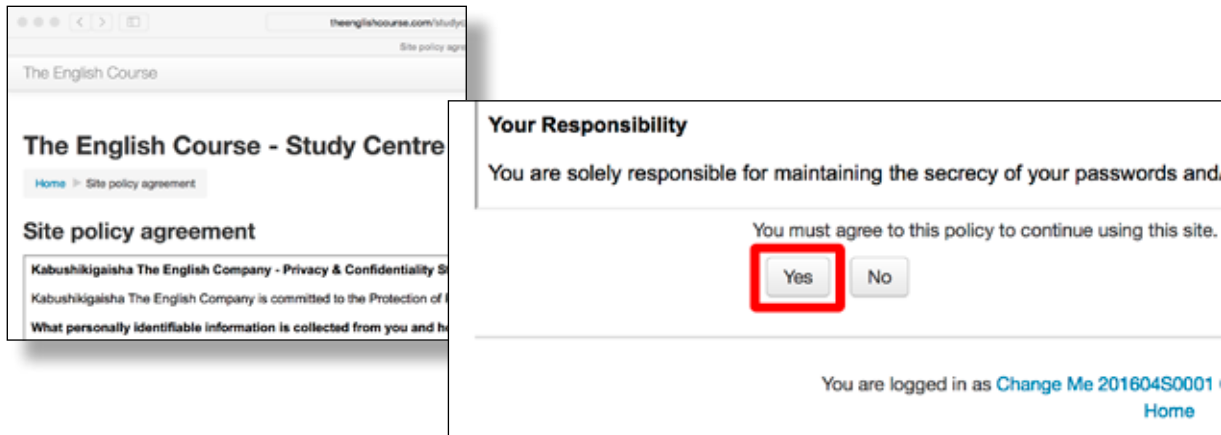 theenglishcourse.com/studyc
Site policy agre
The English Course
The English Course - Study Centre
Home Site policy agreement
Site policy agreement
Kabushikigaisha The English Company - Privacy & Confidentiality S
Kabushikigaisha The English Company is committed to the Protection of
What personally identifiable information is collected from you and h
Your Responsibility
You are solely responsible for maintaining the secrecy of your passwords and
You must agree to this policy to continue using this site.
Yes No
You are logged in as Change Me 201604S0001
Home